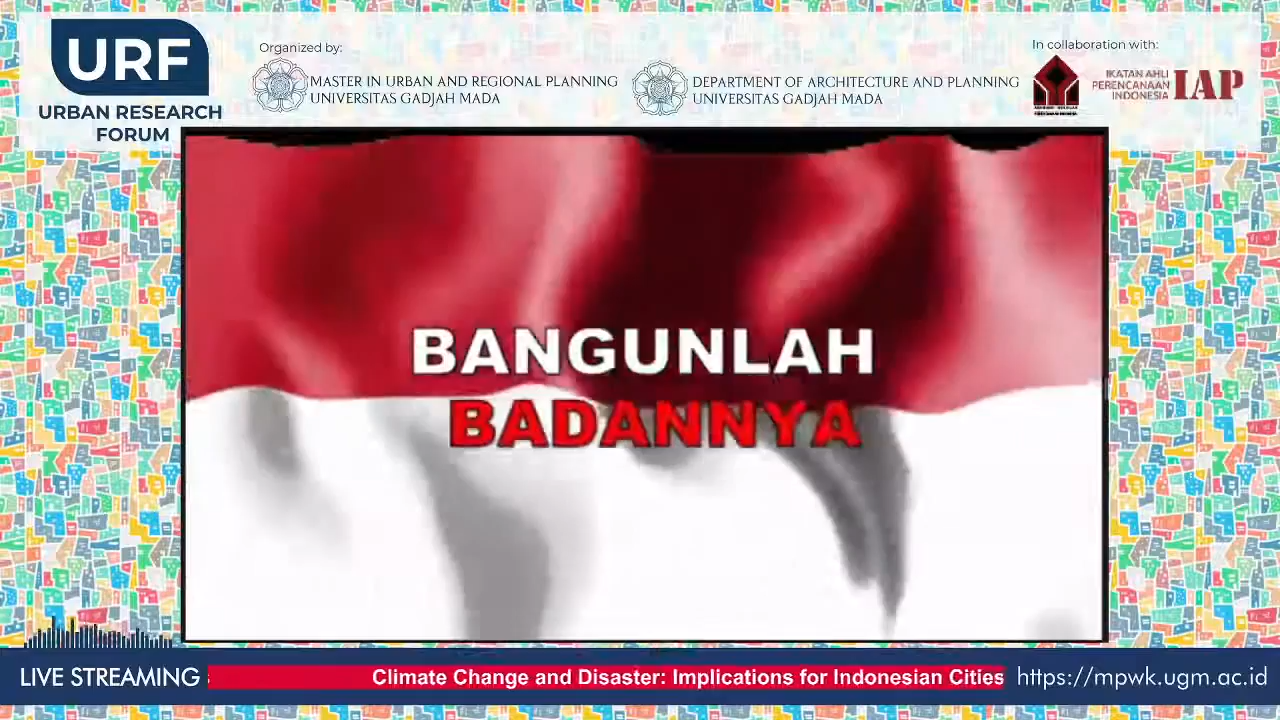 URF
URBAN RESEARCH
FORUM
Organized by:
MASTER IN URBAN AND REGIONAL PLANNING
UNIVERSITAS GADJAH MADA
DEPARTMENT OF ARCHITECTURE AND PLANNING
UNIVERSITAS GADJAH MADA
In collaboration with:
IKATAN AHLI
PERENCANAAN
INDONESIA
IAP
BANGUNLAH
BADANNYA
LIVE STREAMING
Climate Change and Disaster: Implications for Indonesian Cities
https://mpwk.ugm.ac.id